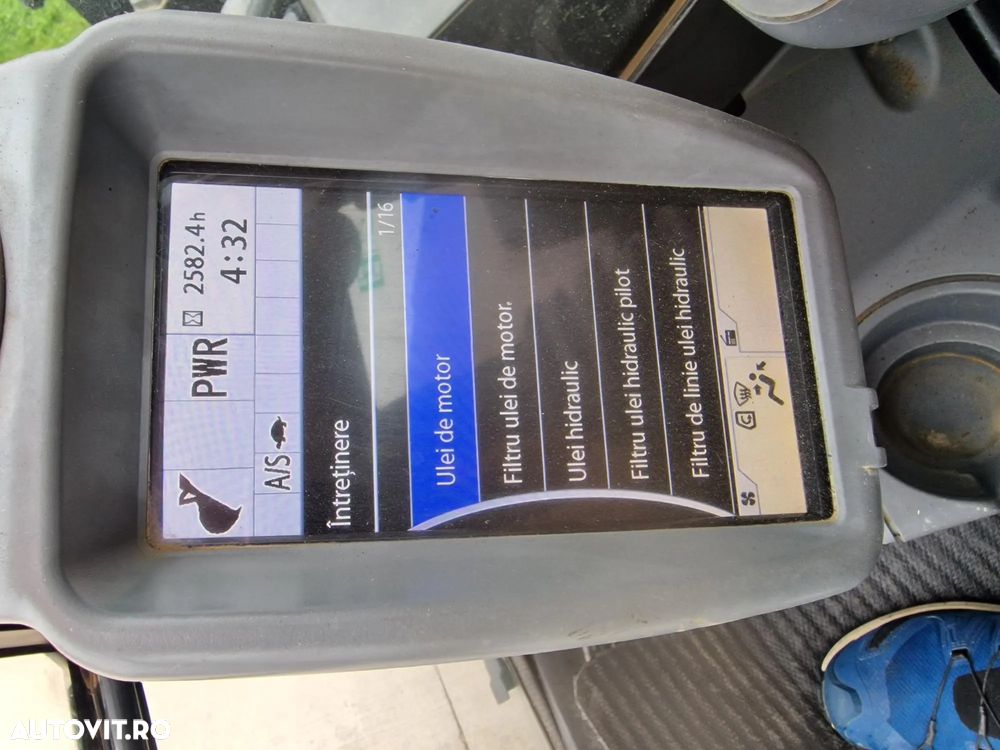 PWR
2582.4h
4:32
A/S
Întreținere
1/16
Ulei de motor
Filtru ulei de motor.
Ulei hidraulic
Filtru ulei hidraulic pilot
Filtru de linie ulei hidraulic
C
AUTOVIT.RO